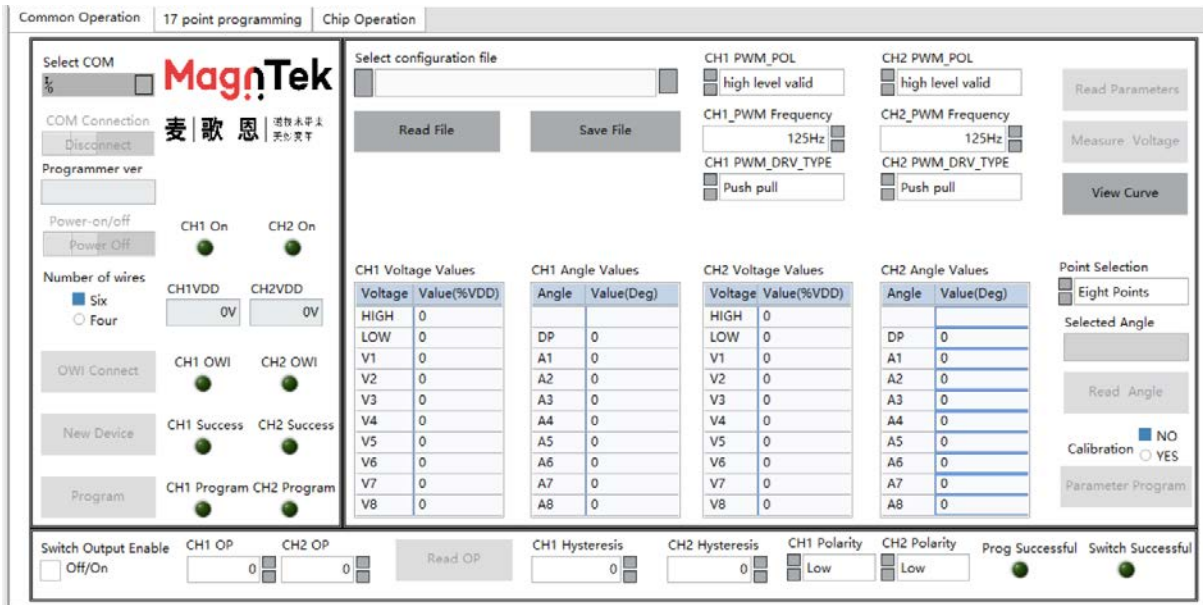 Common Operation
17 point programming
Chip Operation
Select COM
MagnTek
麦 歌 恩
COM Connection
Disconnect
Programmer ver
Power-on/off
Power Off
CH1 On
CH2 On
Number of wires
Six
Four
CH1VDD
CH2VDD
0V
0V
OWI Connect
CH1 OWI
CH2 OWI
New Device
CH1 Success
CH2 Success
Program
CH1 Program
CH2 Program
Select configuration file
Read File
Save File
CH1 PWM_POL
high level valid
CH2 PWM_POL
high level valid
CH1_PWM Frequency
125Hz
CH2_PWM Frequency
125Hz
CH1 PWM_DRV_TYPE
Push pull
CH2 PWM_DRV_TYPE
Push pull
Read Parameters
Measure Voltage
View Curve
CH1 Voltage Values
Voltage Value(%VDD)
HIGH 0
LOW 0
V1 0
V2 0
V3 0
V4 0
V5 0
V6 0
V7 0
V8 0
CH1 Angle Values
Angle Value(Deg)
DP 0
A1 0
A2 0
A3 0
A4 0
A5 0
A6 0
A7 0
A8 0
CH2 Voltage Values
Voltage Value(%VDD)
HIGH 0
LOW 0
V1 0
V2 0
V3 0
V4 0
V5 0
V6 0
V7 0
V8 0
CH2 Angle Values
Angle Value(Deg)
DP 0
A1 0
A2 0
A3 0
A4 0
A5 0
A6 0
A7 0
A8 0
Point Selection
Eight Points
Selected Angle
Read Angle
Calibration
NO
YES
Parameter Program
Switch Output Enable
Off/On
CH1 OP
0
CH2 OP
0
Read OP
CH1 Hysteresis
0
CH2 Hysteresis
0
CH1 Polarity
Low
CH2 Polarity
Low
Prog Successful
Switch Successful